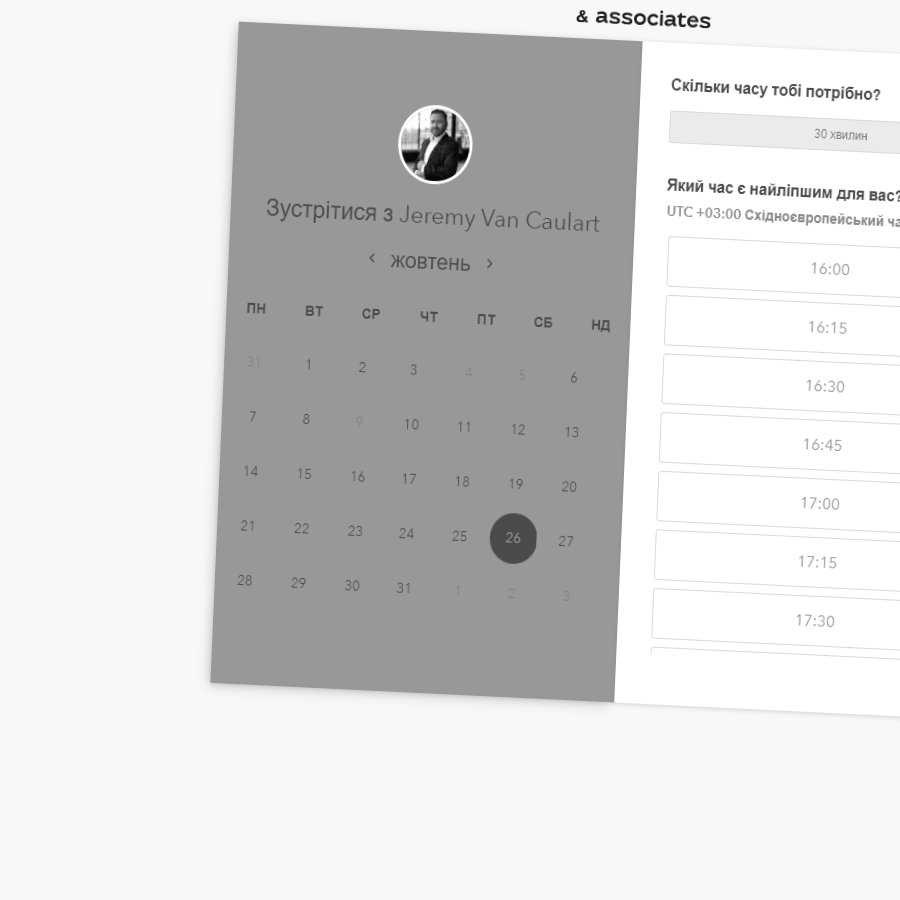 & associates
Зустрітися з Jeremy Van Caulart
‹ жовтень ›
ПН ВТ СР ЧТ ПТ СБ НД
31 1 2 3 4 5 6
7 8 9 10 11 12 13
14 15 16 17 18 19 20
21 22 23 24 25 26 27
28 29 30 31 1 2 3
Скільки часу тобі потрібно?
30 хвилин
Який час є найліпшим для вас?
UTC +03:00 Східноєвропейський
16:00
16:15
16:30
16:45
17:00
17:15
17:30